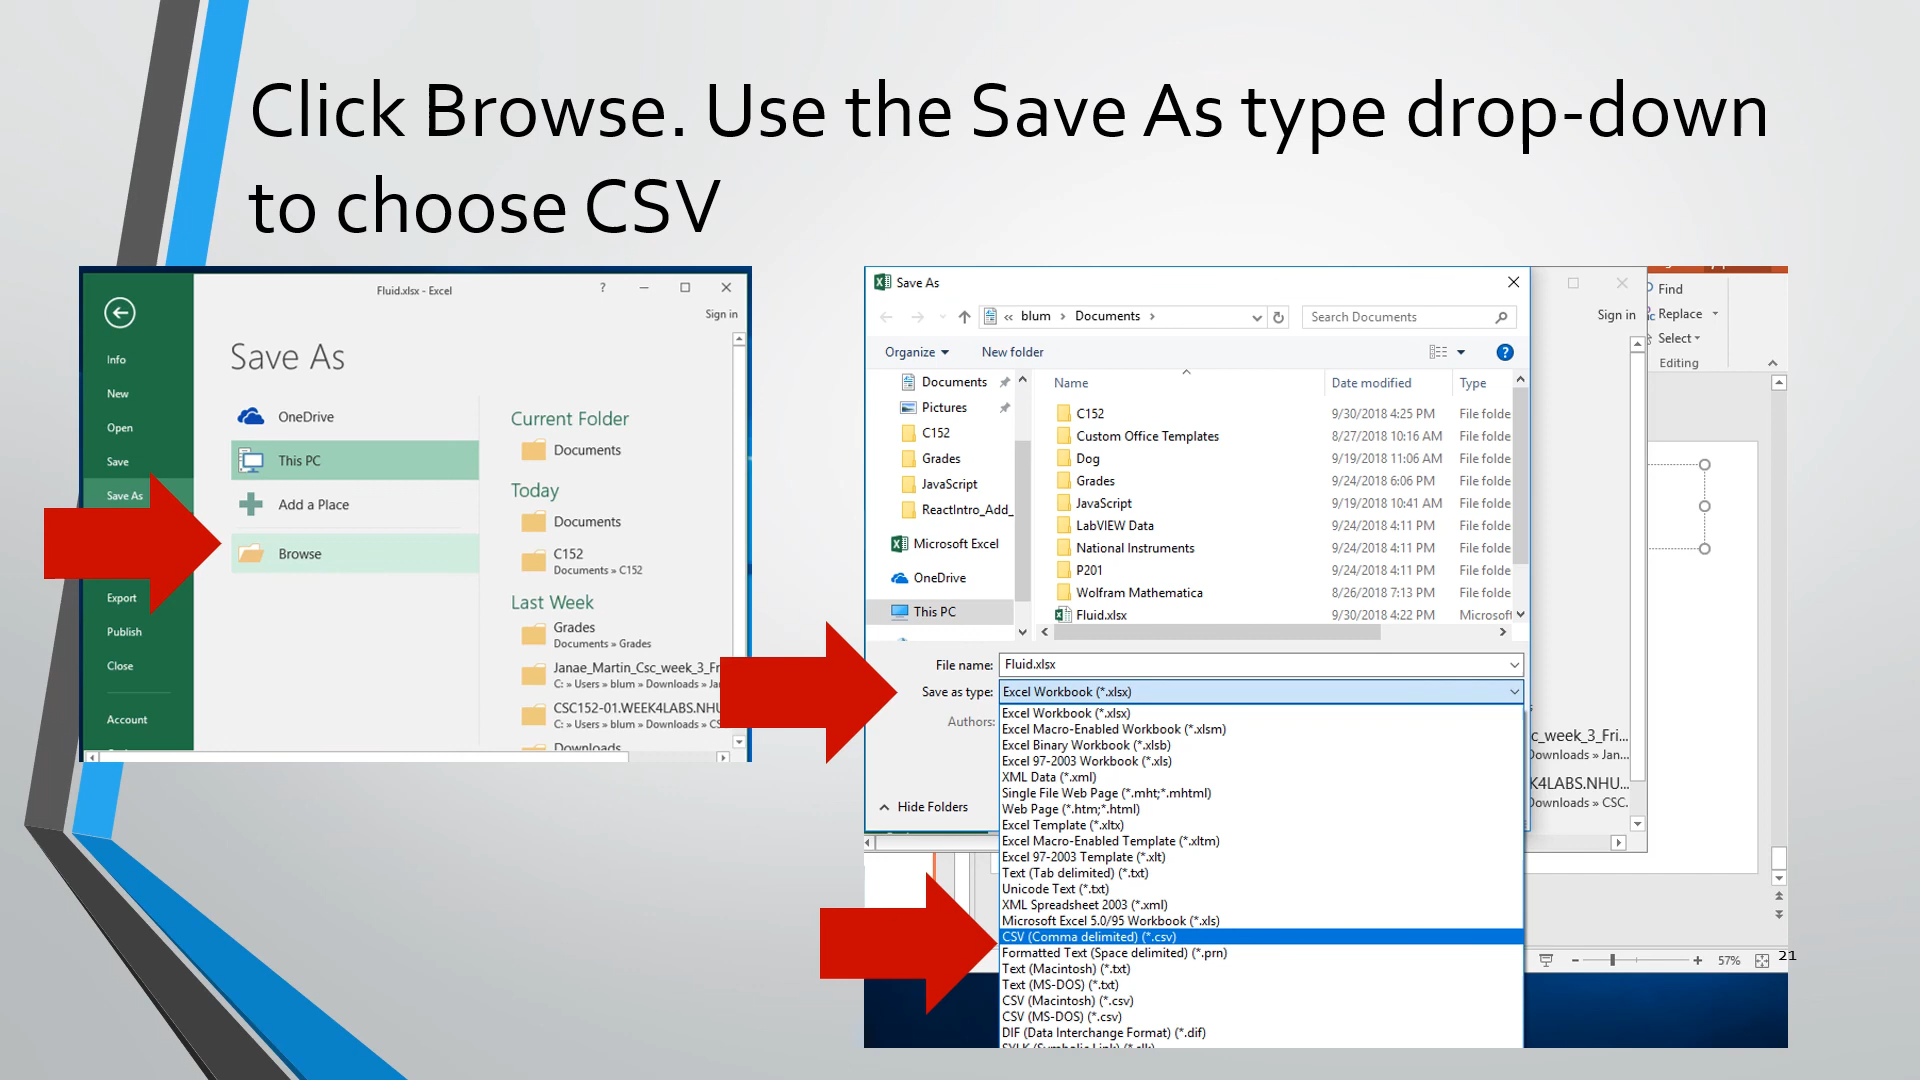 Click Browse. Use the Save As type drop-down
to choose CSV
Fluid.xlsx - Excel
?
Sign in
Info
New
Open
Save
Save As
Export
Publish
Close
Account
Save As
OneDrive
This PC
Add a Place
Browse
Current Folder
Documents
Today
Documents
C152
Documents » C152
Last Week
Grades
Documents » Grades
Janae_Martin_Csc_week_3_Fr
C: » Users » blum » Downloads » Ja
CSC152-01.WEEK4LABS.NHU
C: » Users » blum » Downloads » CS
Downloads
Save As
« blum › Documents ›
Search Documents
Organize
New folder
?
Documents
Pictures
C152
Grades
JavaScript
ReactIntro_Add_
Microsoft Excel
OneDrive
This PC
Name Date modified Type
C152 9/30/2018 4:25 PM File folde
Custom Office Templates 8/27/2018 10:16 AM File folde
Dog 9/19/2018 11:06 AM File folde
Grades 9/24/2018 6:06 PM File folde
JavaScript 9/19/2018 10:41 AM File folde
LabVIEW Data 9/24/2018 4:11 PM File folde
National Instruments 9/24/2018 4:11 PM File folde
P201 9/24/2018 4:11 PM File folde
Wolfram Mathematica 8/26/2018 7:13 PM File folde
Fluid.xlsx 9/30/2018 4:22 PM Microsoft
File name: Fluid.xlsx
Save as type: Excel Workbook (*.xlsx)
Authors:
Hide Folders
Excel Workbook (*.xlsx)
Excel Macro-Enabled Workbook (*.xlsm)
Excel Binary Workbook (*.xlsb)
Excel 97-2003 Workbook (*.xls)
XML Data (*.xml)
Single File Web Page (*.mht;*.mhtml)
Web Page (*.htm;*.html)
Excel Template (*.xltx)
Excel Macro-Enabled Template (*.xltm)
Excel 97-2003 Template (*.xlt)
Text (Tab delimited) (*.txt)
Unicode Text (*.txt)
XML Spreadsheet 2003 (*.xml)
Microsoft Excel 5.0/95 Workbook (*.xls)
CSV (Comma delimited) (*.csv)
Formatted Text (Space delimited) (*.prn)
Text (Macintosh) (*.txt)
Text (MS-DOS) (*.txt)
CSV (Macintosh) (*.csv)
CSV (MS-DOS) (*.csv)
DIF (Data Interchange Format) (*.dif)
SYLK (Symbolic Link) (*.slk)
Sign in
Find
Replace
Select
Editing
c_week_3_Fri...
Downloads » Jan...
K4LABS.NHU...
Downloads » CSC.
57%
21